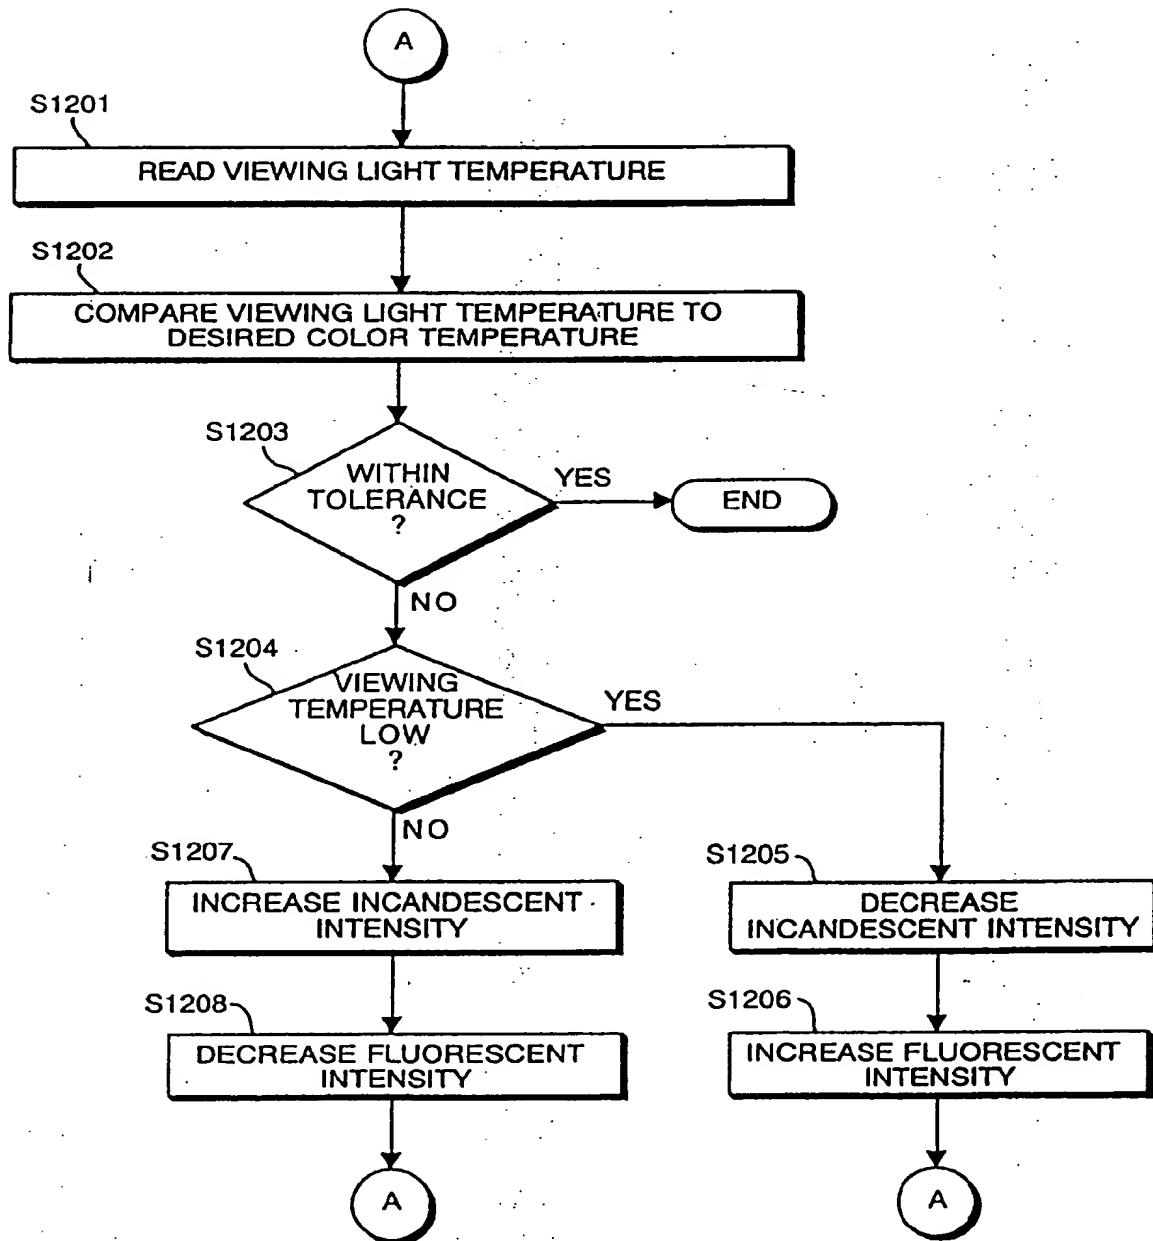 A
S1201
READ VIEWING LIGHT TEMPERATURE
S1202
COMPARE VIEWING LIGHT TEMPERATURE TO
DESIRED COLOR TEMPERATURE
S1203
WITHIN
TOLERANCE
?
YES
END
NO
S1204
VIEWING
TEMPERATURE
LOW
?
YES
NO
S1207
INCREASE INCANDESCENT
INTENSITY
S1205
DECREASE
INCANDESCENT INTENSITY
S1208
DECREASE FLUORESCENT
INTENSITY
S1206
INCREASE FLUORESCENT
INTENSITY
A
A